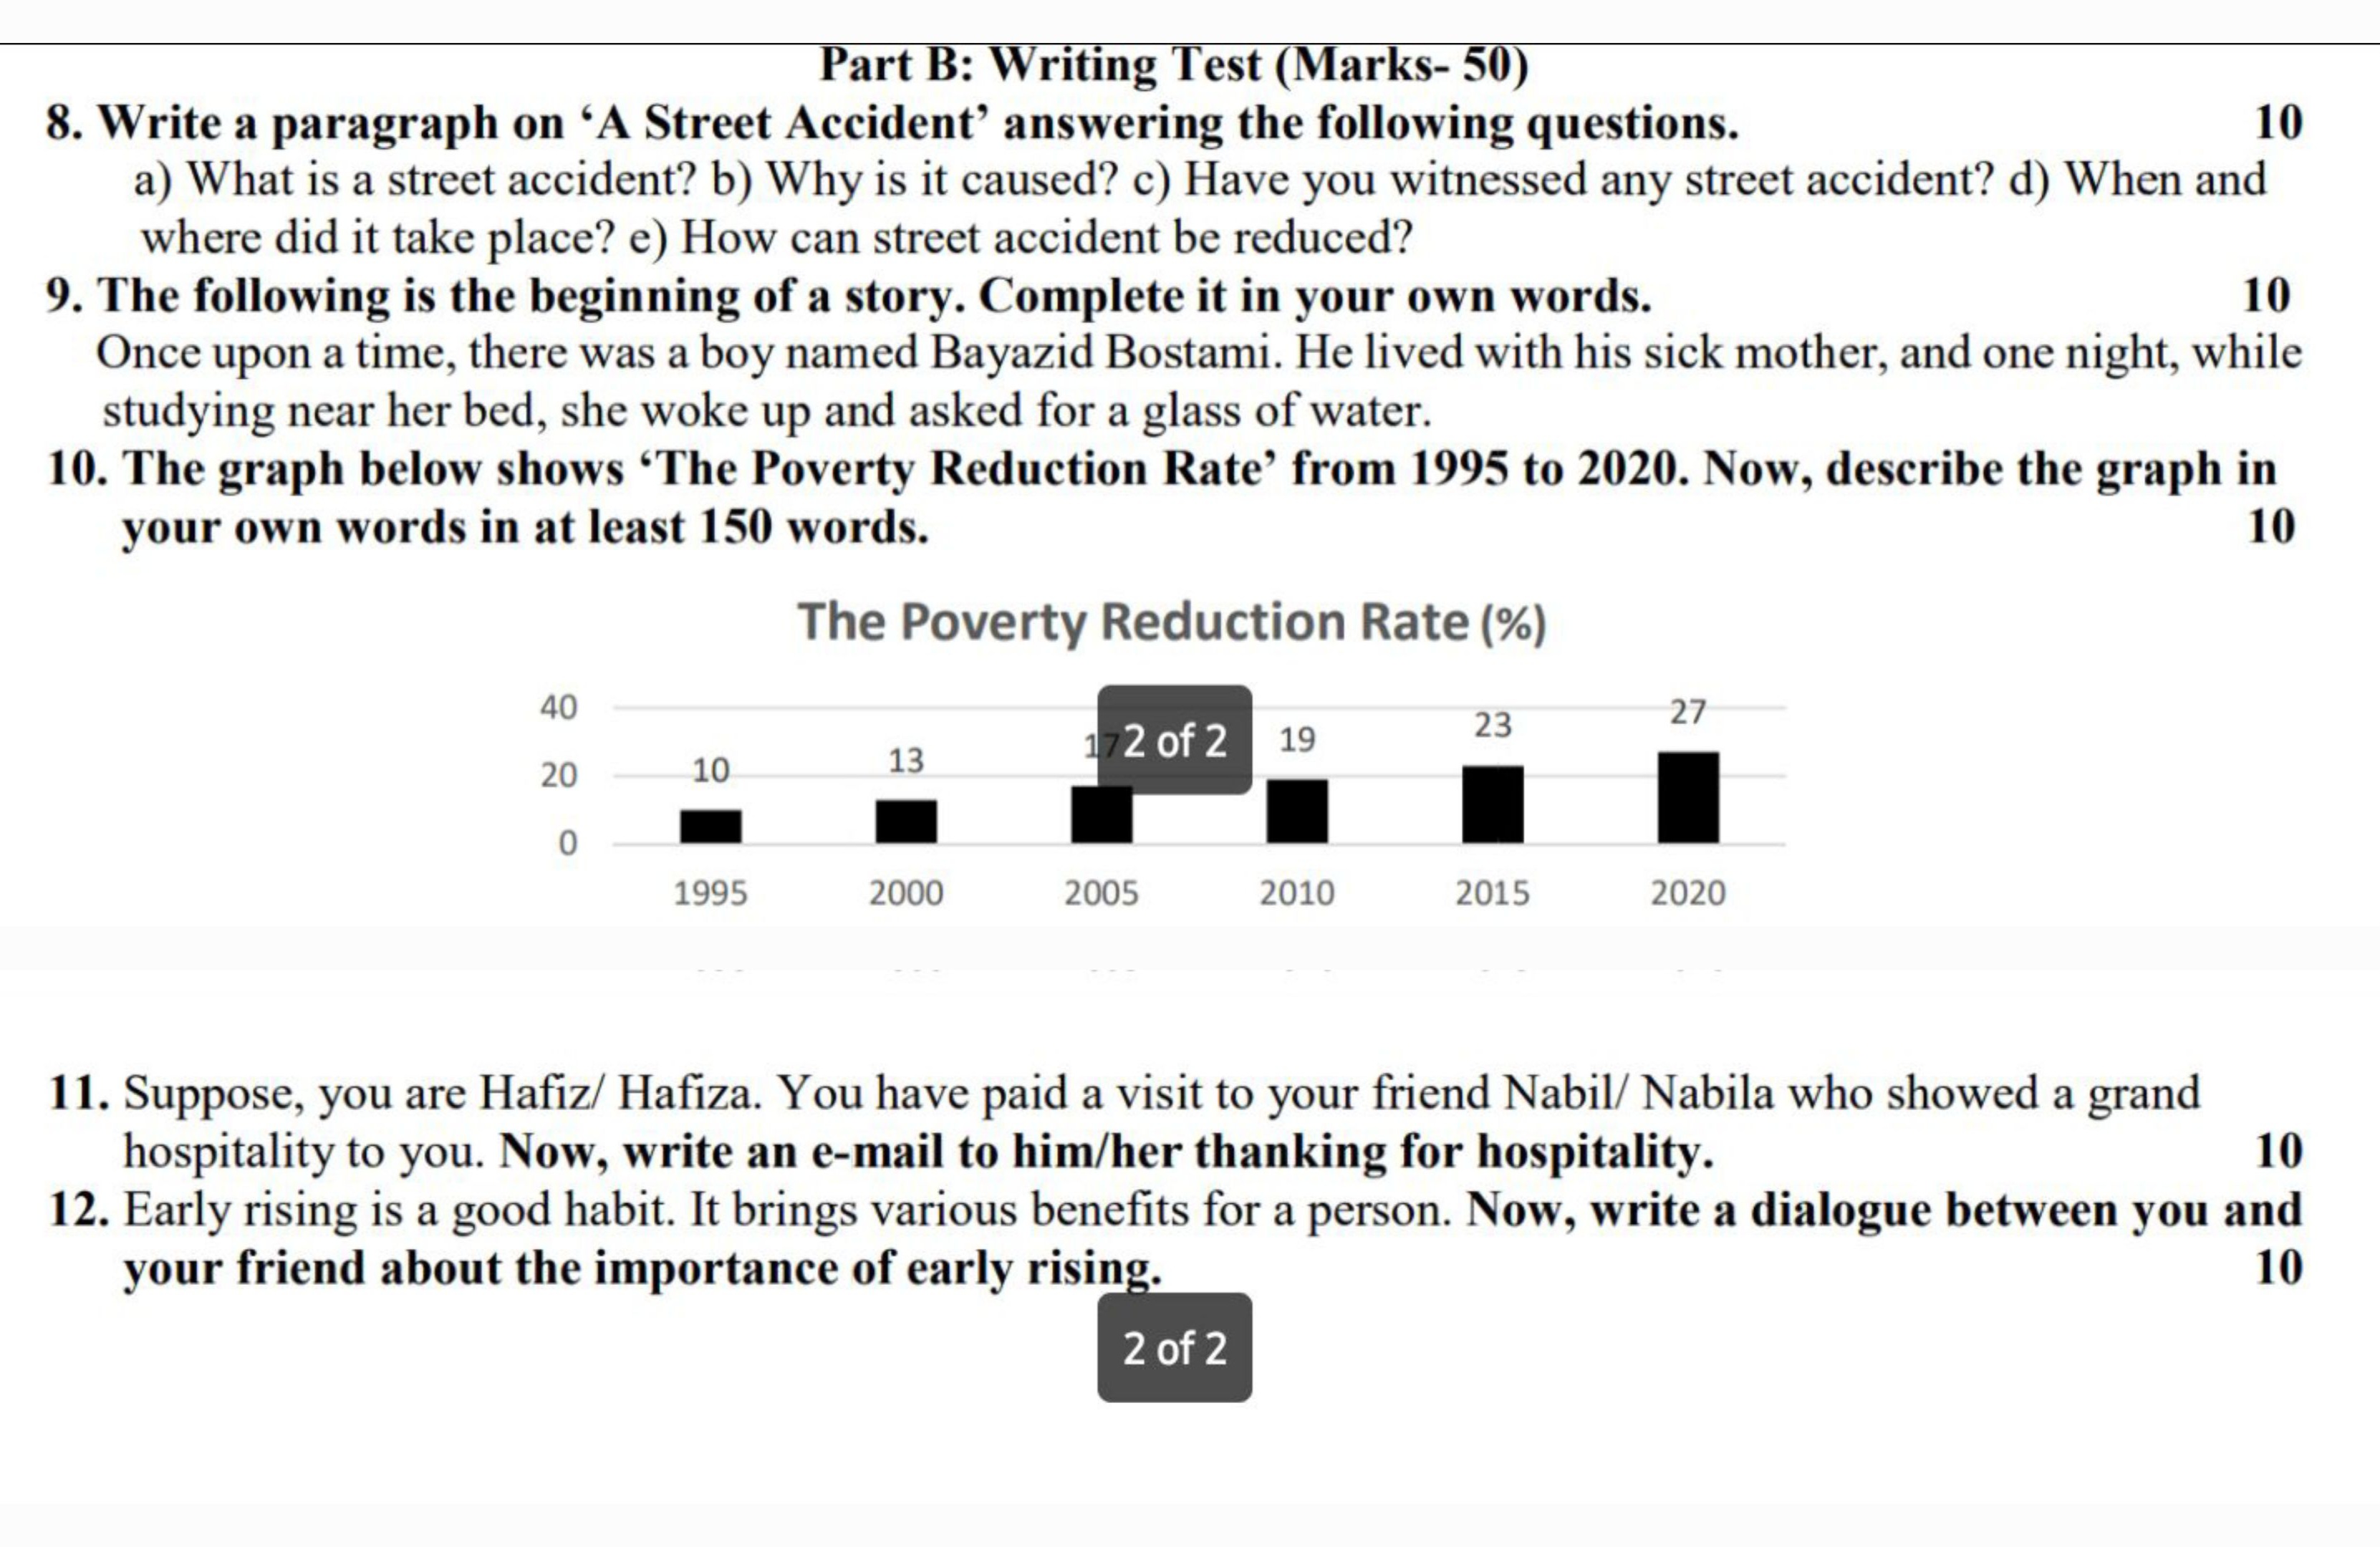 Part B: Writing Test (Marks- 50)
8. Write a paragraph on ‘A Street Accident’ answering the following questions. 10
a) What is a street accident? b) Why is it caused? c) Have you witnessed any street accident? d) When and
where did it take place? e) How can street accident be reduced?
9. The following is the beginning of a story. Complete it in your own words. 10
Once upon a time, there was a boy named Bayazid Bostami. He lived with his sick mother, and one night, while
studying near her bed, she woke up and asked for a glass of water.
10. The graph below shows ‘The Poverty Reduction Rate’ from 1995 to 2020. Now, describe the graph in
your own words in at least 150 words. 10
The Poverty Reduction Rate (%)
40
20
0
10 13 17 19 23 27
2 of 2
1995 2000 2005 2010 2015 2020
11. Suppose, you are Hafiz/ Hafiza. You have paid a visit to your friend Nabil/ Nabila who showed a grand
hospitality to you. Now, write an e-mail to him/her thanking for hospitality. 10
12. Early rising is a good habit. It brings various benefits for a person. Now, write a dialogue between you and
your friend about the importance of early rising. 10
2 of 2